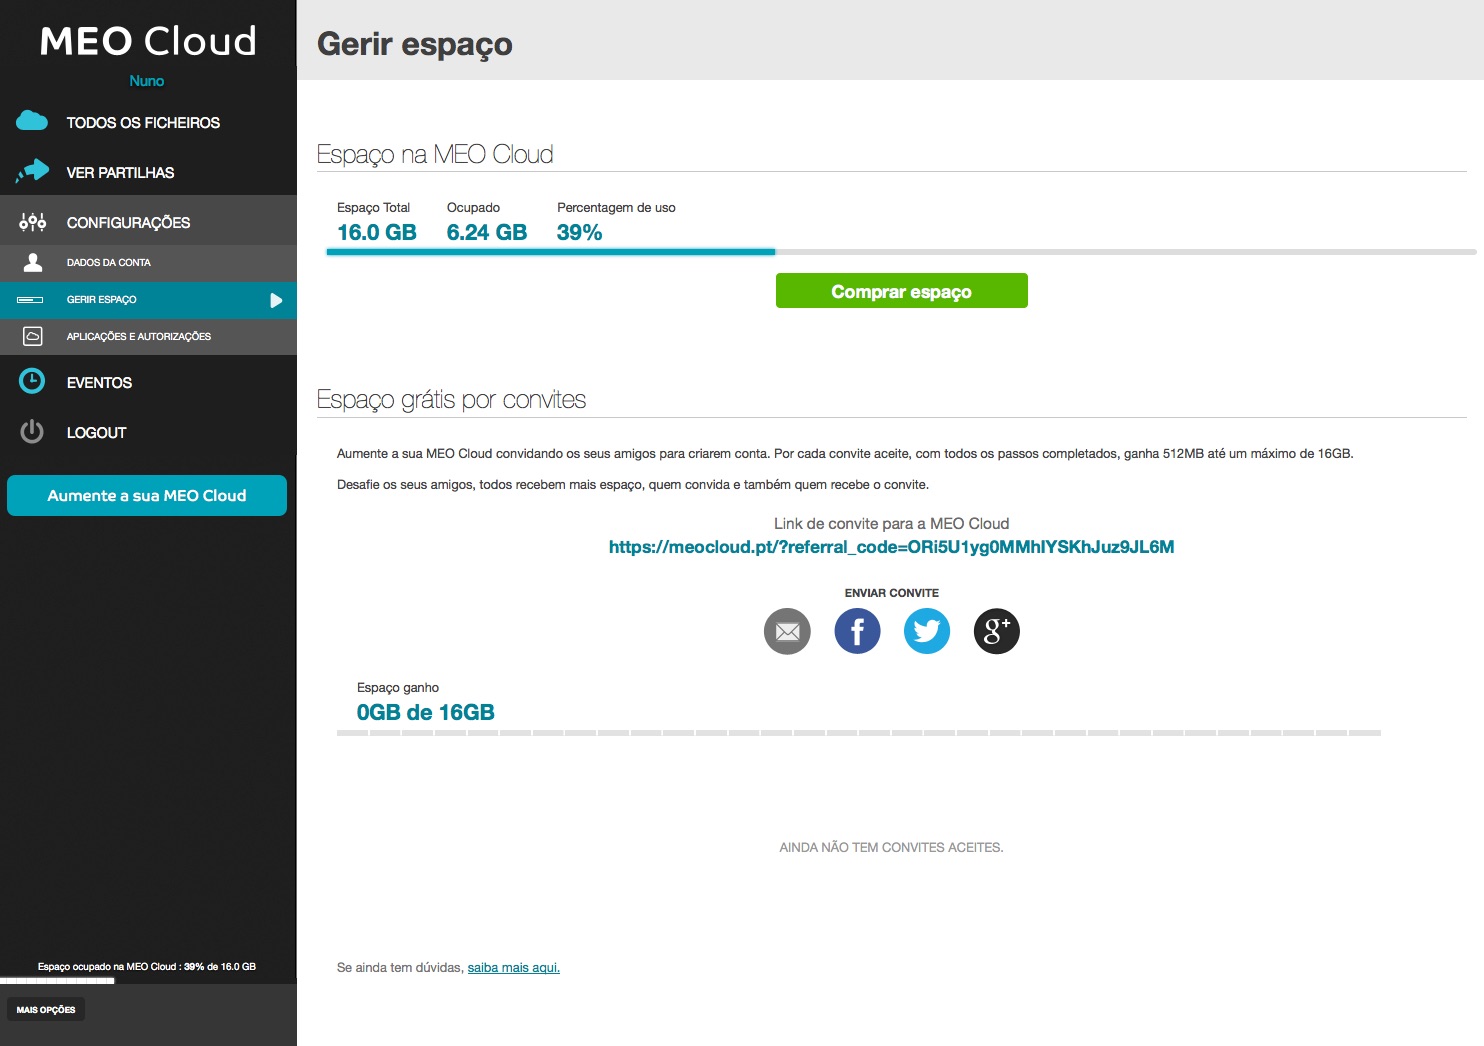 MEO Cloud
Nuno
TODOS OS FICHEIROS
VER PARTILHAS
CONFIGURAÇÕES
DADOS DA CONTA
GERIR ESPAÇO
APLICAÇÕES E AUTORIZAÇÕES
EVENTOS
LOGOUT
Aumente a sua MEO Cloud
Espaço ocupado na MEO Cloud : 39% de 16.0 GB
MAIS OPÇÕES
Gerir espaço
Espaço na MEO Cloud
Espaço Total Ocupado Percentagem de uso
16.0 GB 6.24 GB 39%
Comprar espaço
Espaço grátis por convites
Aumente a sua MEO Cloud convidando os seus amigos para criarem conta. Por cada convite aceite, com todos os passos completados, ganha 512MB até um máximo de 16GB.
Desafie os seus amigos, todos recebem mais espaço, quem convida e também quem recebe o convite.
Link de convite para a MEO Cloud
https://meocloud.pt/?referral_code=ORi5U1yg0MMhIYSKhJuz9JL6M
ENVIAR CONVITE
f g+
Espaço ganho
0GB de 16GB
AINDA NÃO TEM CONVITES ACEITES.
Se ainda tem dúvidas, saiba mais aqui.